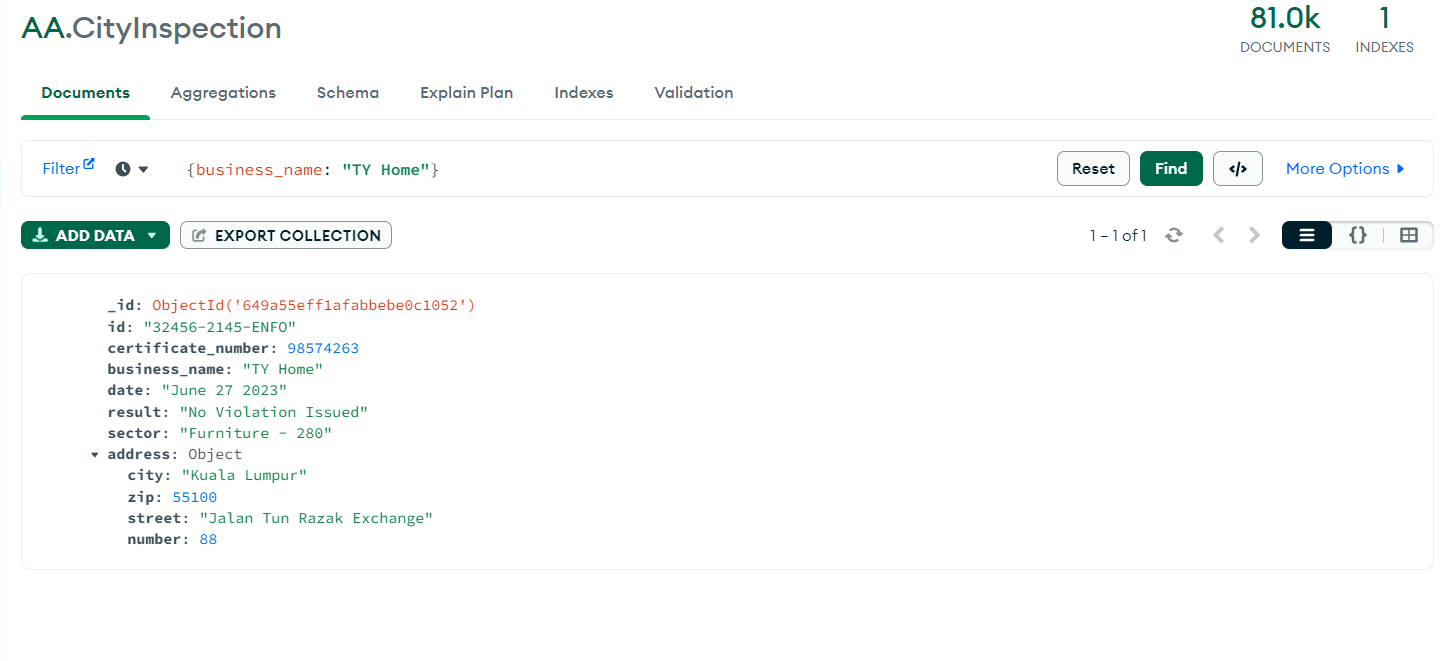 AA.CityInspection
81.0k
DOCUMENTS
1
INDEXES
Documents Aggregations Schema Explain Plan Indexes Validation
Filter {business_name: "TY Home"} Reset Find </> More Options
ADD DATA EXPORT COLLECTION 1 – 1 of 1 {}
_id: ObjectId('649a55eff1afabbebe0c1052')
id: "32456-2145-ENFO"
certificate_number: 98574263
business_name: "TY Home"
date: "June 27 2023"
result: "No Violation Issued"
sector: "Furniture - 280"
address: Object
city: "Kuala Lumpur"
zip: 55100
street: "Jalan Tun Razak Exchange"
number: 88